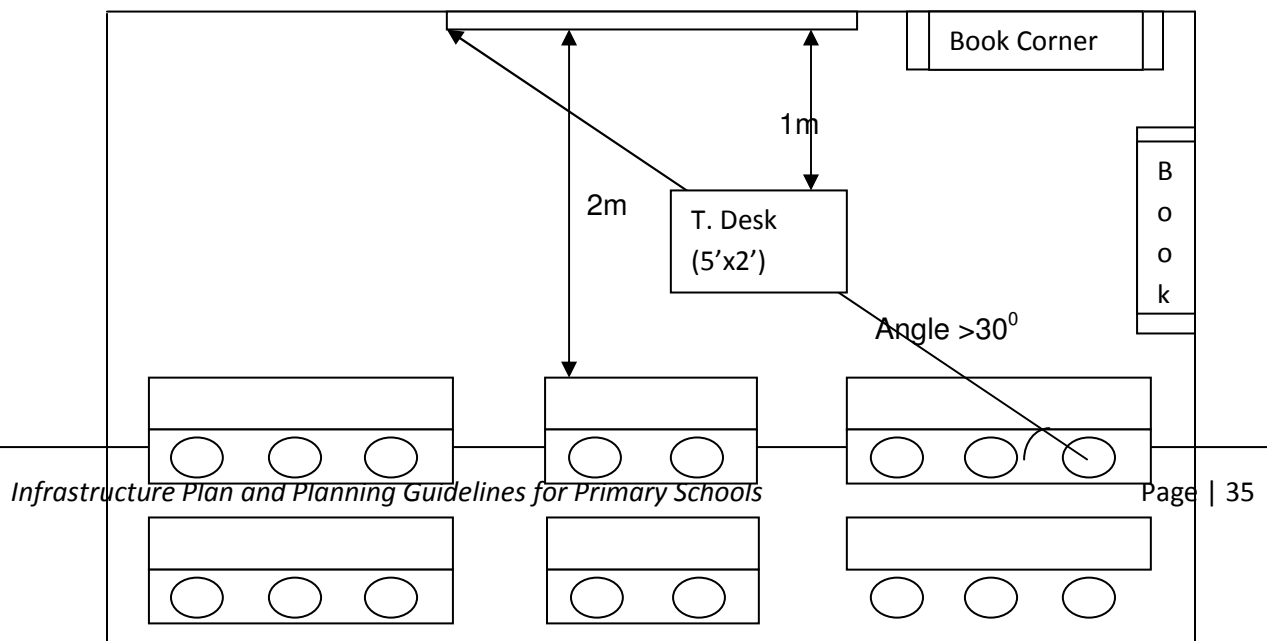 Book Corner
1m
B
o
o
k
2m
T. Desk
(5’x2’)
Angle >30⁰
Infrastructure Plan and Planning Guidelines for Primary Schools
Page | 35